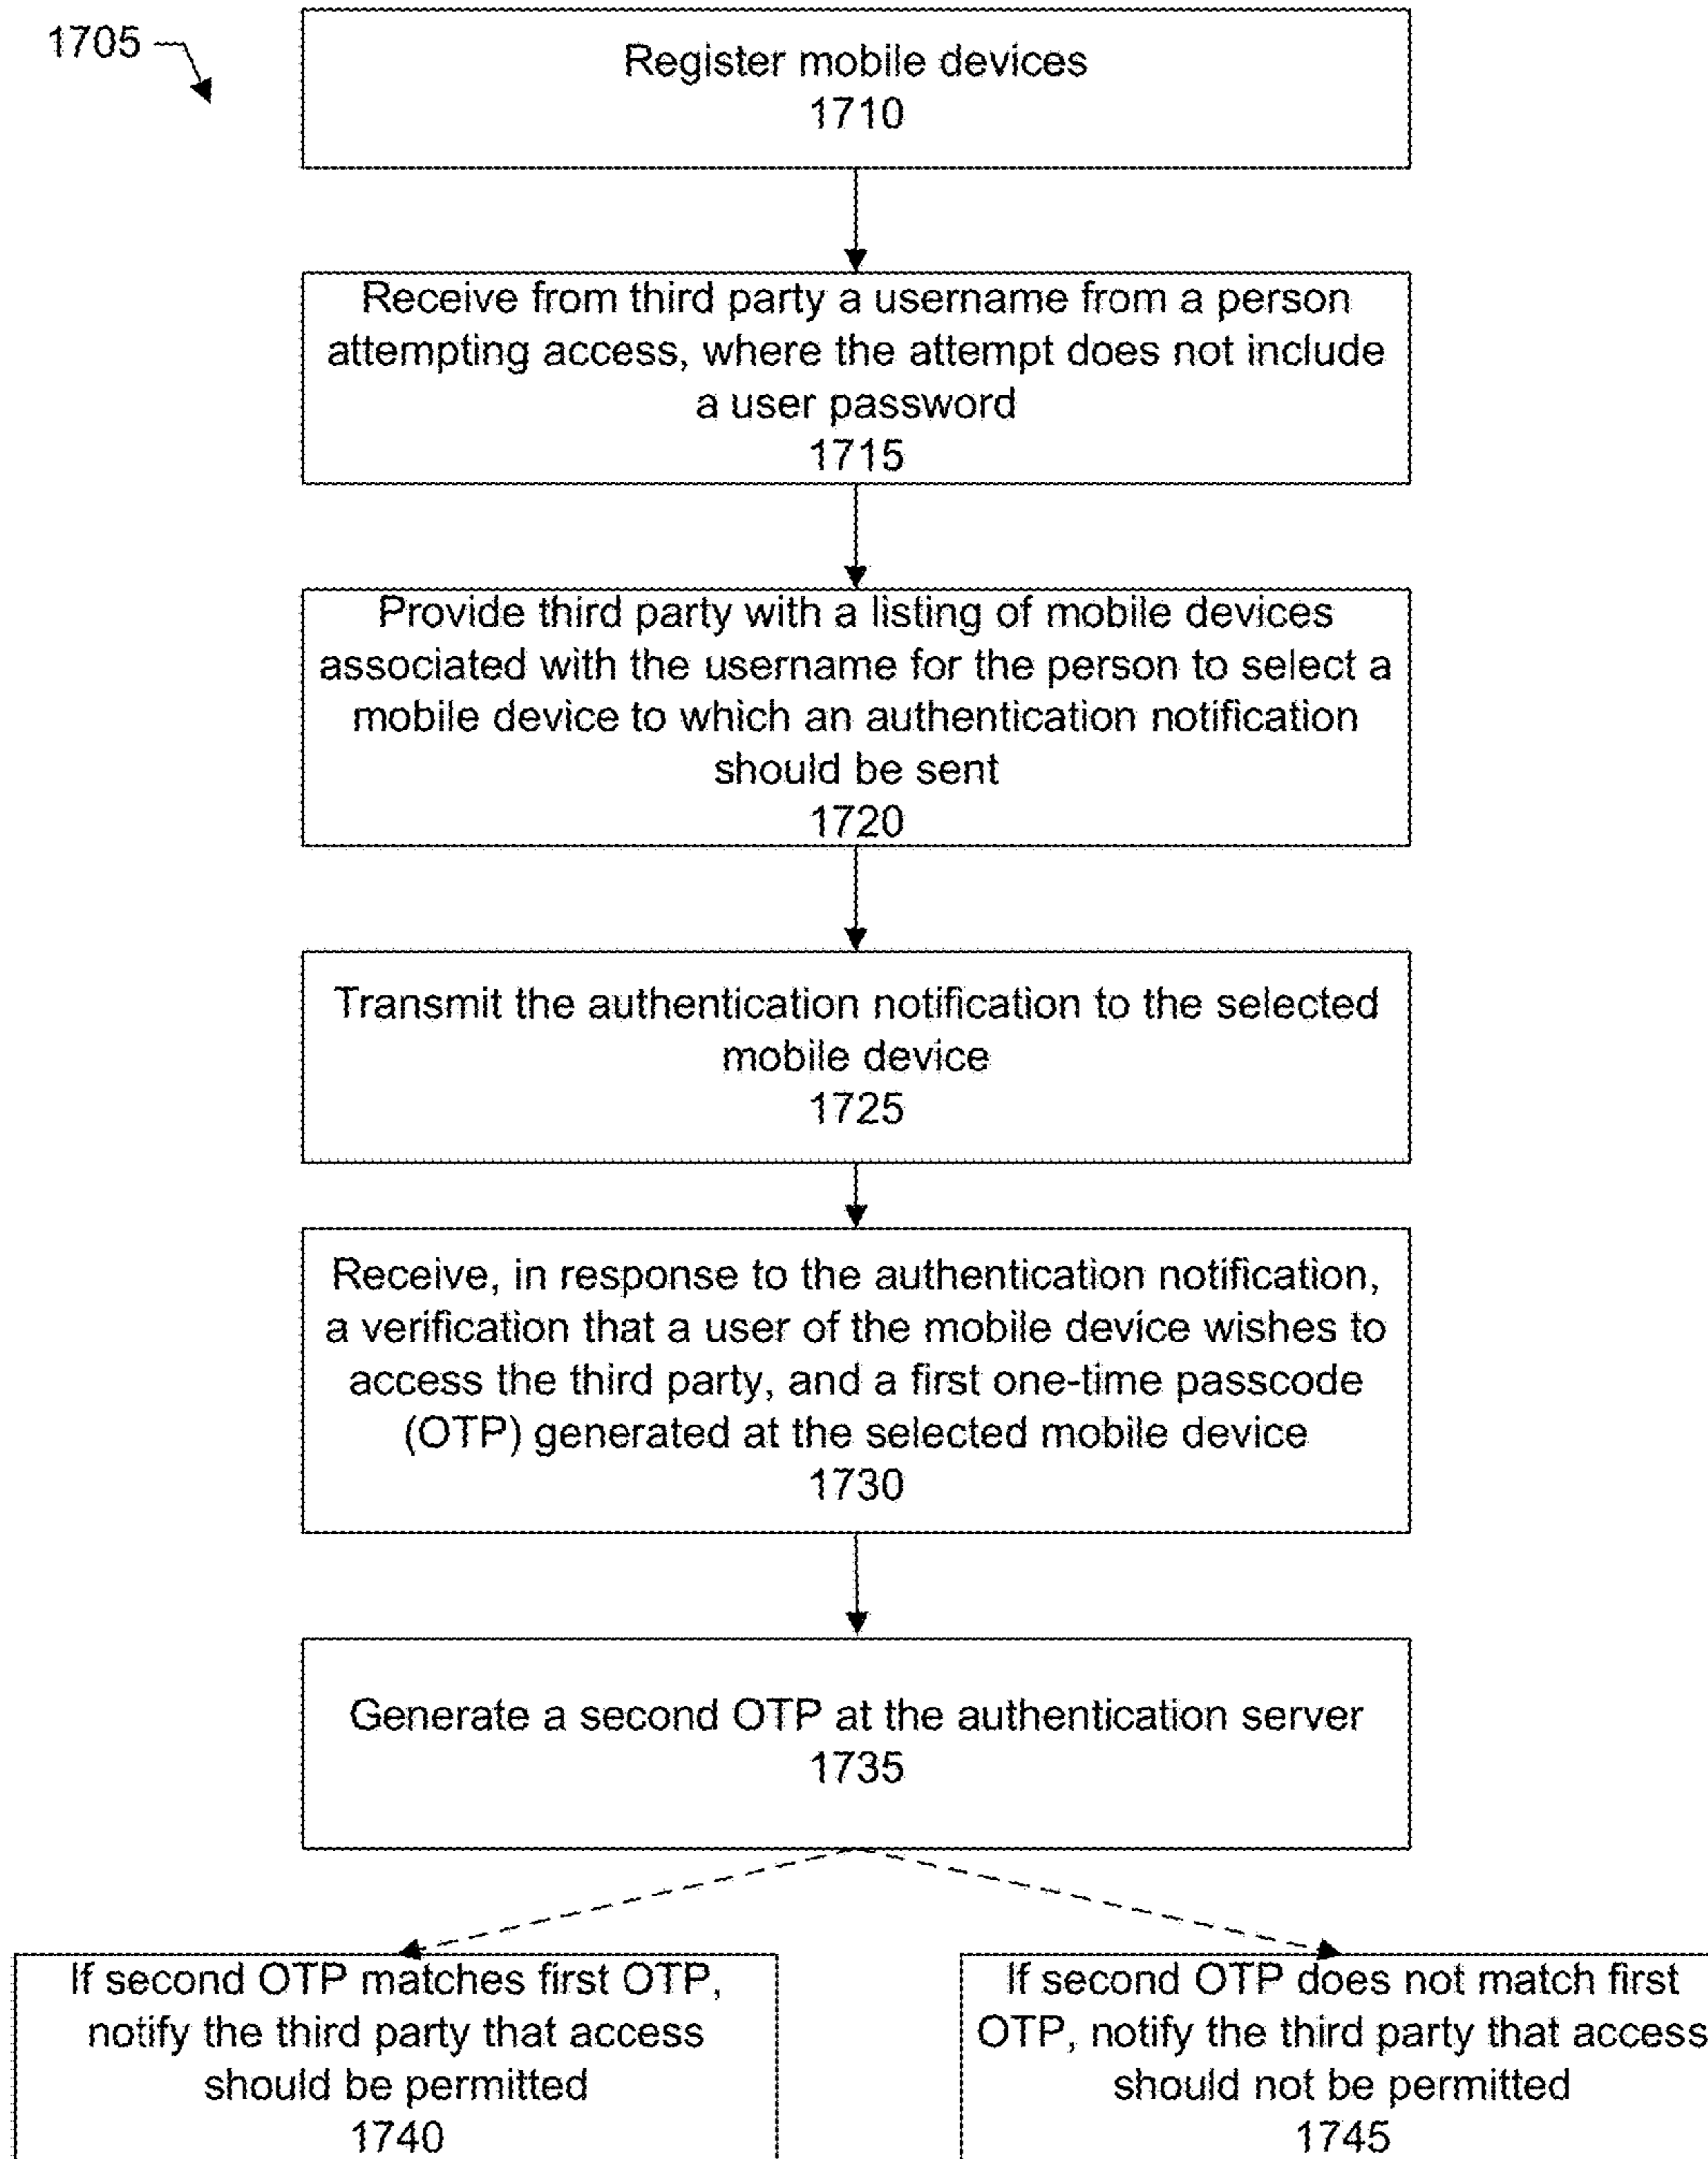 1705
Register mobile devices
1710
Receive from third party a username from a person
attempting access, where the attempt does not include
a user password
1715
Provide third party with a listing of mobile devices
associated with the username for the person to select a
mobile device to which an authentication notification
should be sent
1720
Transmit the authentication notification to the selected
mobile device
1725
Receive, in response to the authentication notification,
a verification that a user of the mobile device wishes to
access the third party, and a first one-time passcode
(OTP) generated at the selected mobile device
1730
Generate a second OTP at the authentication server
1735
If second OTP matches first OTP,
notify the third party that access
should be permitted
1740
If second OTP does not match first
OTP, notify the third party that access
should not be permitted
1745